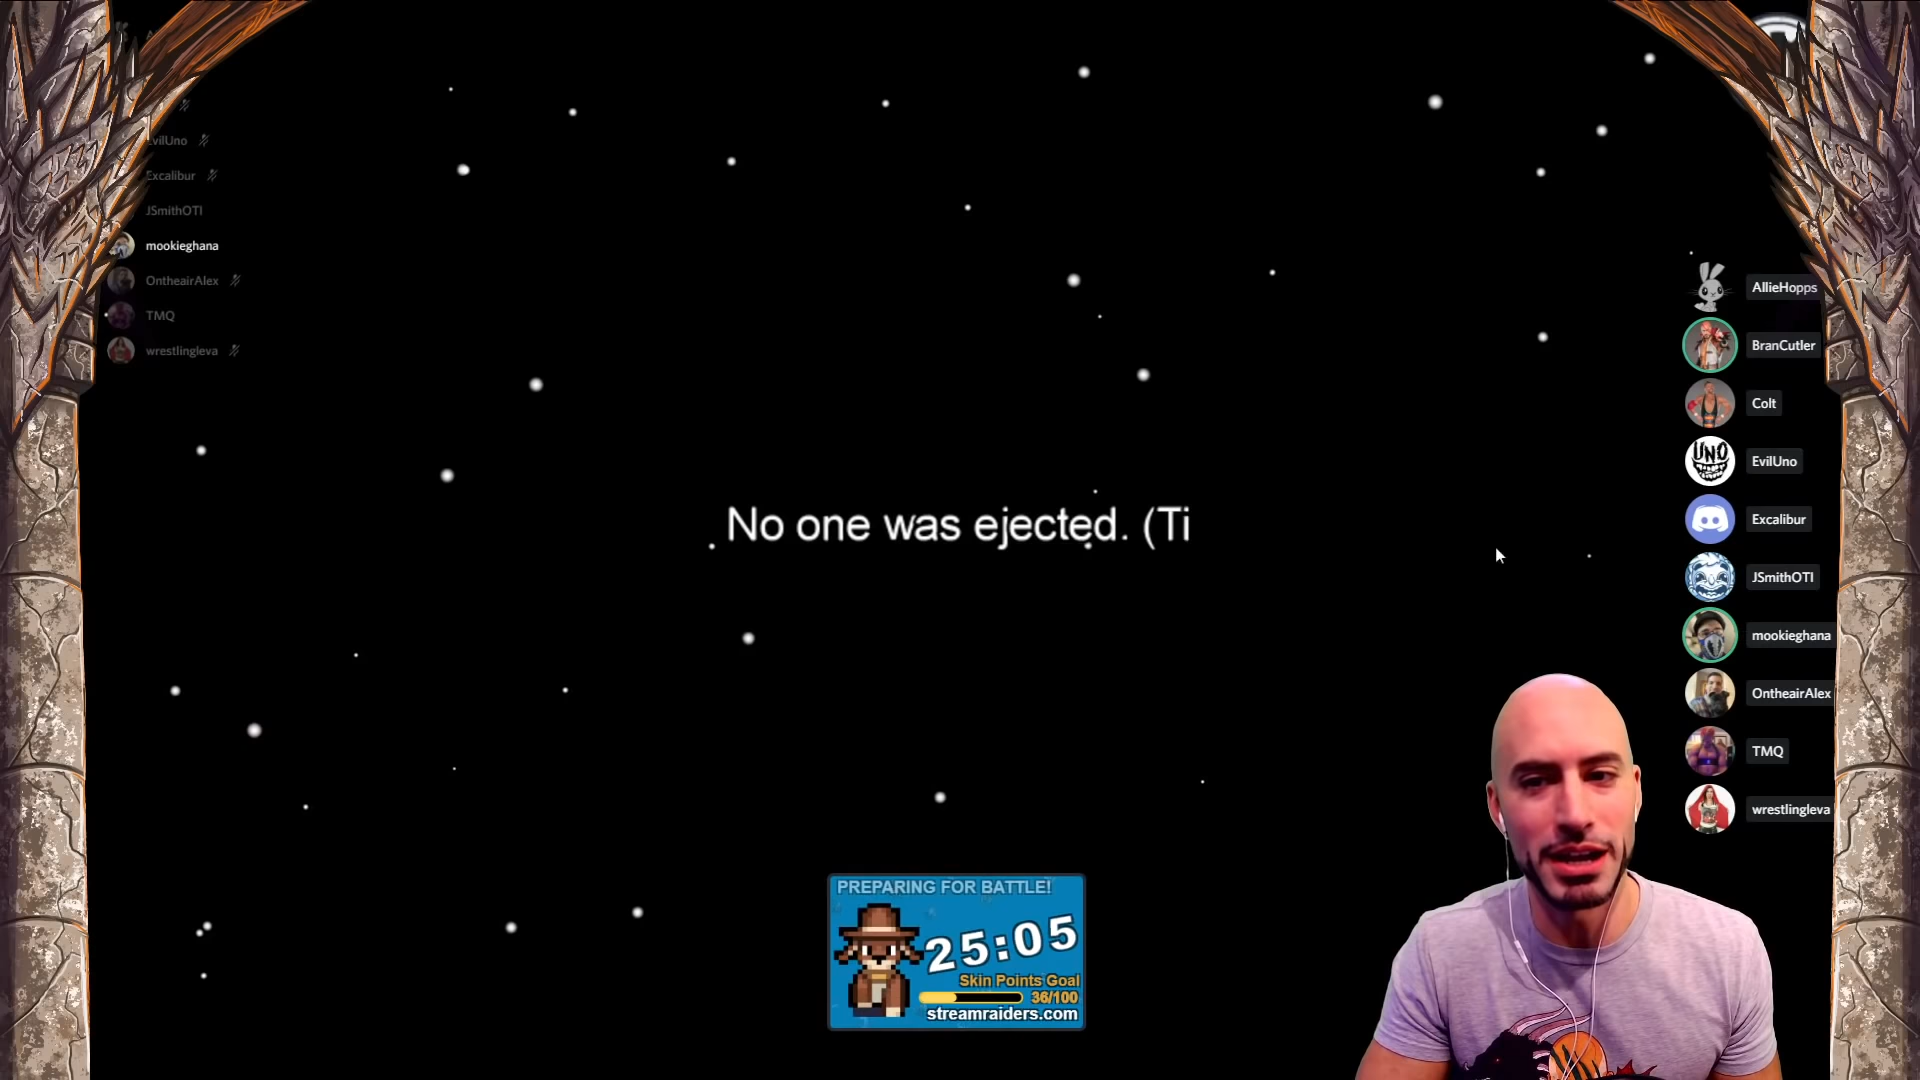 EvilUno
Excalibur
JSmithOTI
mookieghana
OntheairAlex
TMQ
wrestlingleva
No one was ejected. (Ti
AllieHopps
BranCutler
Colt
UNO
EvilUno
Excalibur
JSmithOTI
mookieghana
OntheairAlex
TMQ
wrestlingleva
PREPARING FOR BATTLE!
25:05
Skin Points Goal
36/100
streamraiders.com